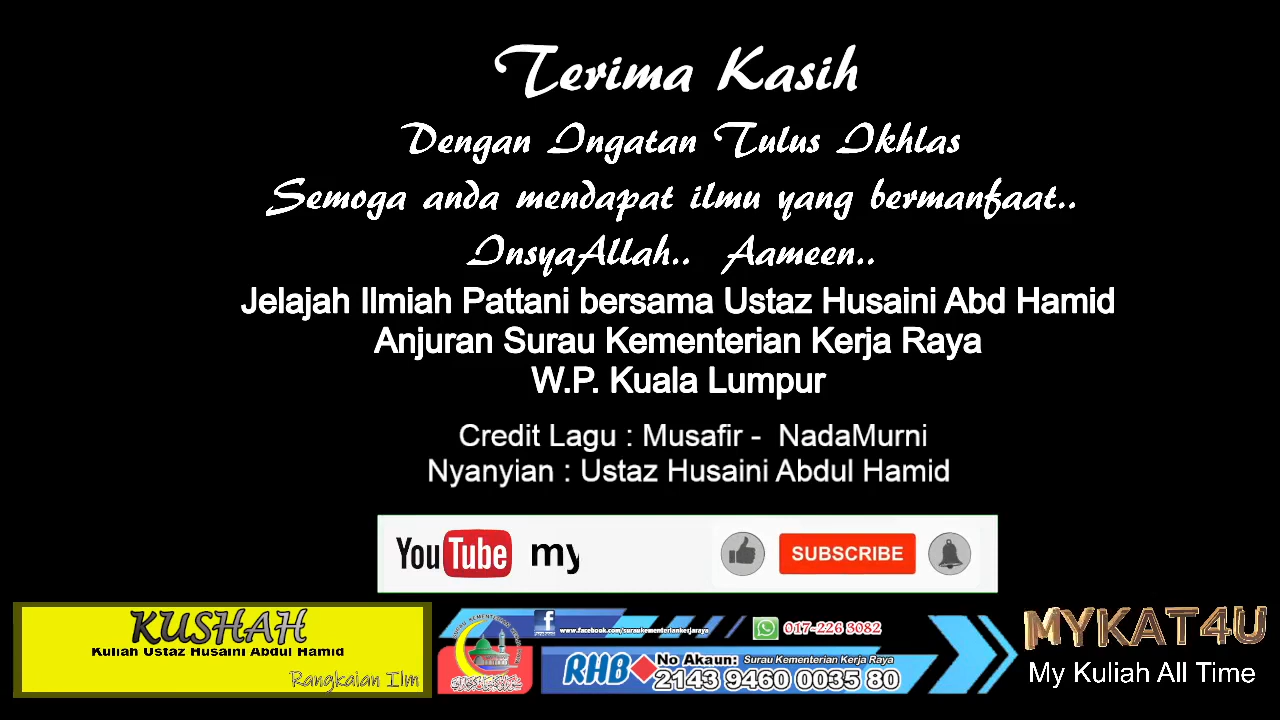 Terima Kasih
Dengan Ingatan Tulus Ikhlas
Semoga anda mendapat ilmu yang bermanfaat..
InsyaAllah.. Aameen..
Jelajah Ilmiah Pattani bersama Ustaz Husaini Abd Hamid
Anjuran Surau Kementerian Kerja Raya
W.P. Kuala Lumpur
Credit Lagu : Musafir - NadaMurni
Nyanyian : Ustaz Husaini Abdul Hamid
YouTube my
SUBSCRIBE
KUSHAH
Kuliah Ustaz Husaini Abdul Hamid
Rangkaian Ilm
www.facebook.com/suraukementeriankerjaraya
017-226 3082
RHB No Akaun: Surau Kementerian Kerja Raya
2143 9460 0035 80
MYKAT4U
My Kuliah All Time